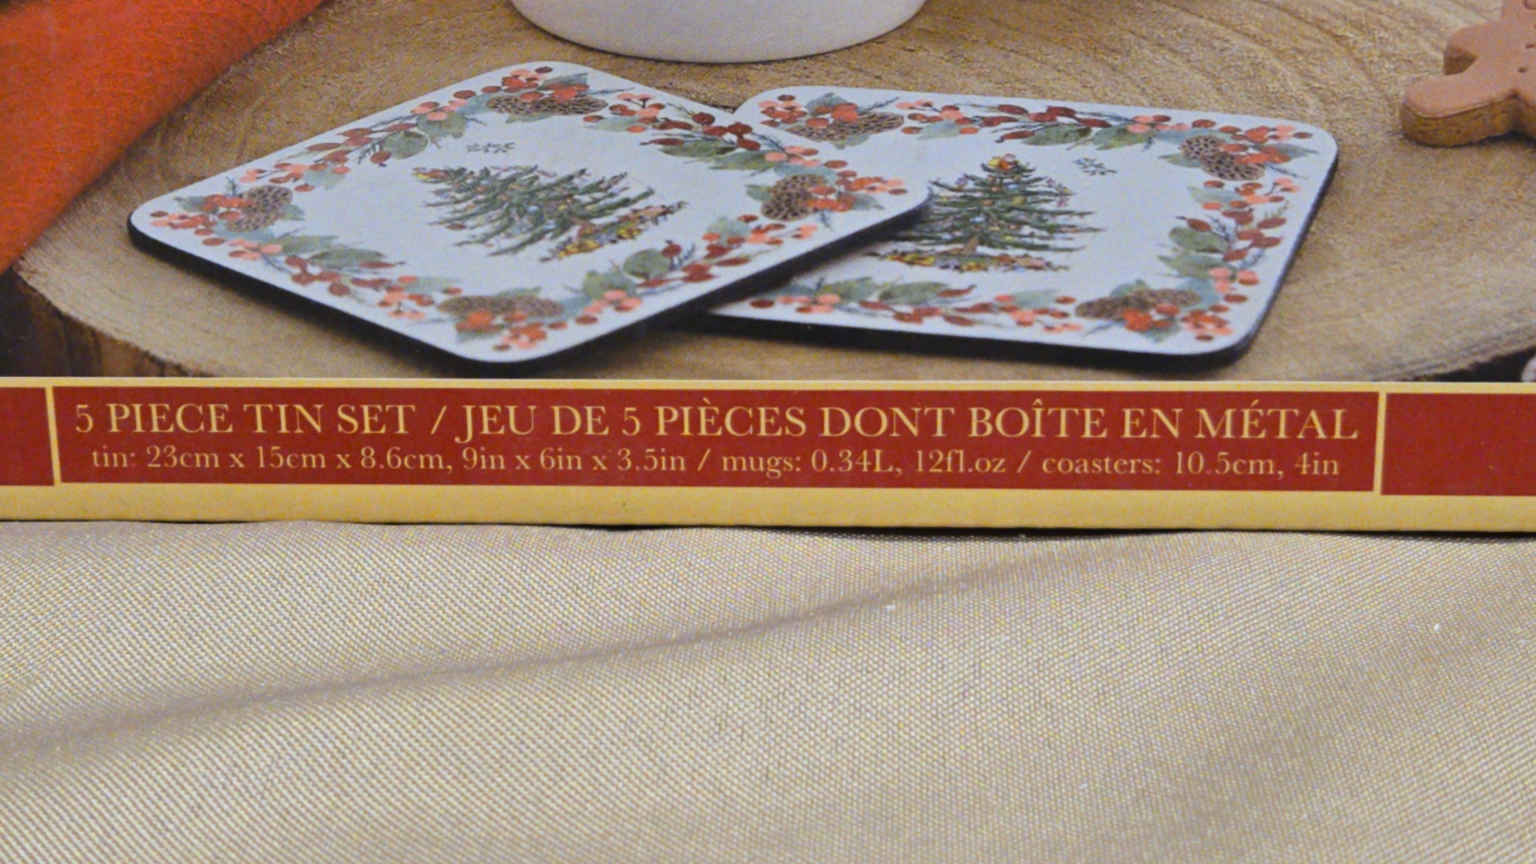 5 PIECE TIN SET / JEU DE 5 PIÈCES DONT BOÎTE EN MÉTAL
tin: 23cm x 15cm x 8.6cm, 9in x 6in x 3.5in / mugs: 0.34L, 12fl.oz / coasters: 10.5cm, 4in